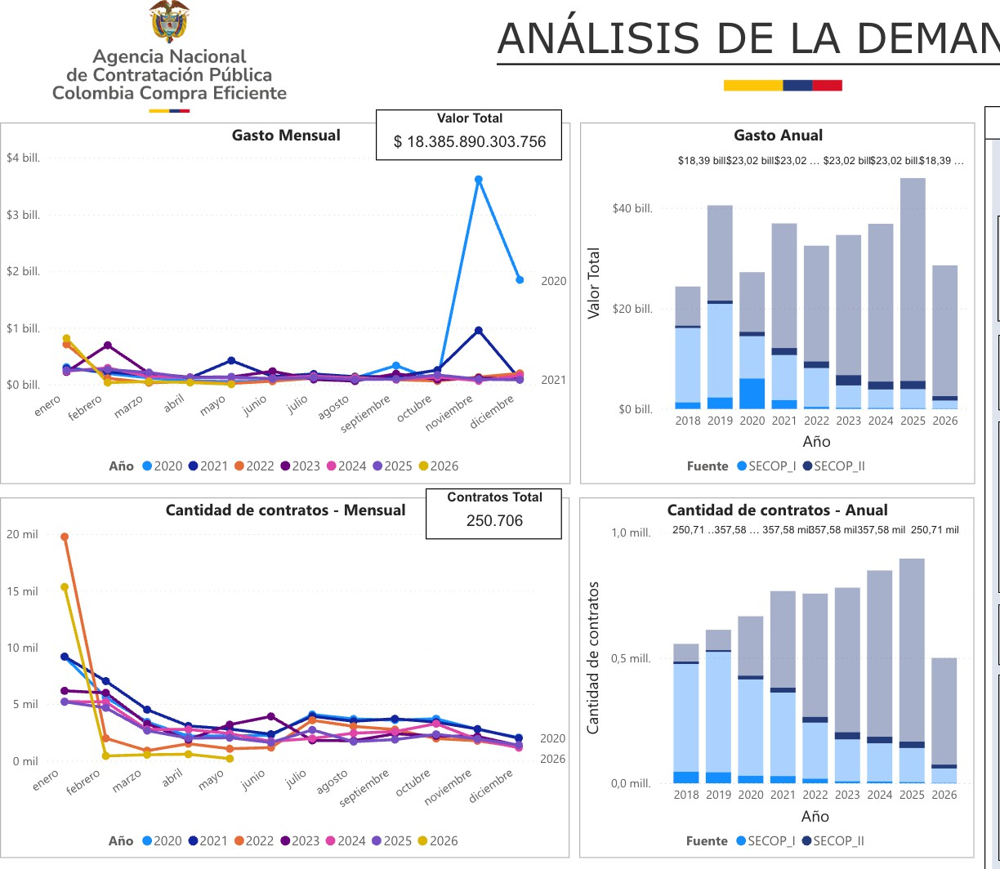 Agencia Nacional
de Contratación Pública
Colombia Compra Eficiente
ANÁLISIS DE LA DEMAN
Gasto Mensual
Valor Total
$ 18.385.890.303.756
$4 bill.
$3 bill.
$2 bill.
$1 bill.
$0 bill.
2020
2021
enero
febrero
marzo
abril
mayo
junio
julio
agosto
septiembre
octubre
noviembre
diciembre
Año 2020 2021 2022 2023 2024 2025 2026
Gasto Anual
$18,39 bill. $23,02 bill. $23,02 … $23,02 bill. $23,02 bill. $18,39 …
Valor Total
$40 bill.
$20 bill.
$0 bill.
2018 2019 2020 2021 2022 2023 2024 2025 2026
Año
Fuente SECOP_I SECOP_II
Cantidad de contratos - Mensual
Contratos Total
250.706
20 mil
15 mil
10 mil
5 mil
0 mil
2020
2026
enero
febrero
marzo
abril
mayo
junio
julio
agosto
septiembre
octubre
noviembre
diciembre
Año 2020 2021 2022 2023 2024 2025 2026
Cantidad de contratos - Anual
250,71 … 357,58 … 357,58 mil 357,58 mil 357,58 mil 250,71 mil
Cantidad de contratos
1,0 mill.
0,5 mill.
0,0 mill.
2018 2019 2020 2021 2022 2023 2024 2025 2026
Año
Fuente SECOP_I SECOP_II